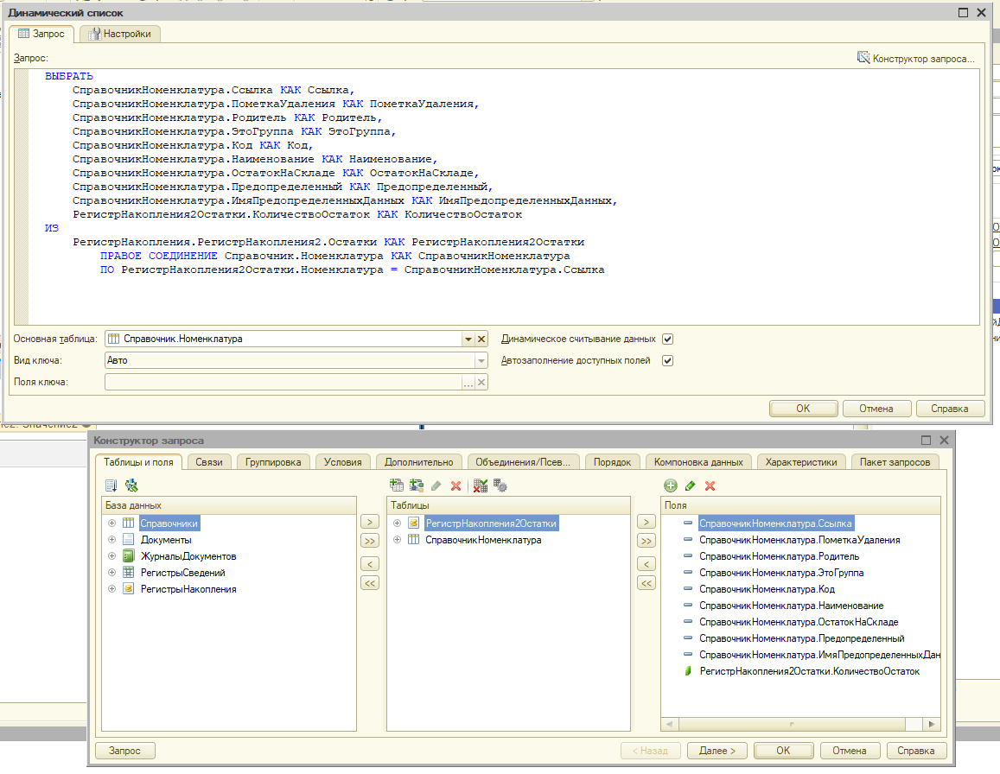 Динамический список
Запрос
Настройки
Запрос:
Конструктор запроса...
ВЫБРАТЬ
СправочникНоменклатура.Ссылка КАК Ссылка,
СправочникНоменклатура.ПометкаУдаления КАК ПометкаУдаления,
СправочникНоменклатура.Родитель КАК Родитель,
СправочникНоменклатура.ЭтоГруппа КАК ЭтоГруппа,
СправочникНоменклатура.Код КАК Код,
СправочникНоменклатура.Наименование КАК Наименование,
СправочникНоменклатура.ОстатокНаСкладе КАК ОстатокНаСкладе,
СправочникНоменклатура.Предопределенный КАК Предопределенный,
СправочникНоменклатура.ИмяПредопределенныхДанных КАК ИмяПредопределенныхДанных,
РегистрНакопления2Остатки.КоличествоОстаток КАК КоличествоОстаток
ИЗ
РегистрНакопления.РегистрНакопления2.Остатки КАК РегистрНакопления2Остатки
ПРАВОЕ СОЕДИНЕНИЕ Справочник.Номенклатура КАК СправочникНоменклатура
ПО РегистрНакопления2Остатки.Номенклатура = СправочникНоменклатура.Ссылка
Основная таблица: Справочник.Номенклатура Динамическое считывание данных
Вид ключа: Авто Автозаполнение доступных полей
Поля ключа: ...
ОК Отмена Справка
Конструктор запроса
Таблицы и поля Связи Группировка Условия Дополнительно Объединения/Псев... Порядок Компоновка данных Характеристики Пакет запросов
База данных
Справочники
Документы
ЖурналыДокументов
РегистрыСведений
РегистрыНакопления
>
>>
<
<<
Таблицы
РегистрНакопления2Остатки
СправочникНоменклатура
>
>>
<
<<
Поля
СправочникНоменклатура.Ссылка
СправочникНоменклатура.ПометкаУдаления
СправочникНоменклатура.Родитель
СправочникНоменклатура.ЭтоГруппа
СправочникНоменклатура.Код
СправочникНоменклатура.Наименование
СправочникНоменклатура.ОстатокНаСкладе
СправочникНоменклатура.Предопределенный
СправочникНоменклатура.ИмяПредопределенныхДан
РегистрНакопления2Остатки.КоличествоОстаток
Запрос < Назад Далее > ОК Отмена Справка